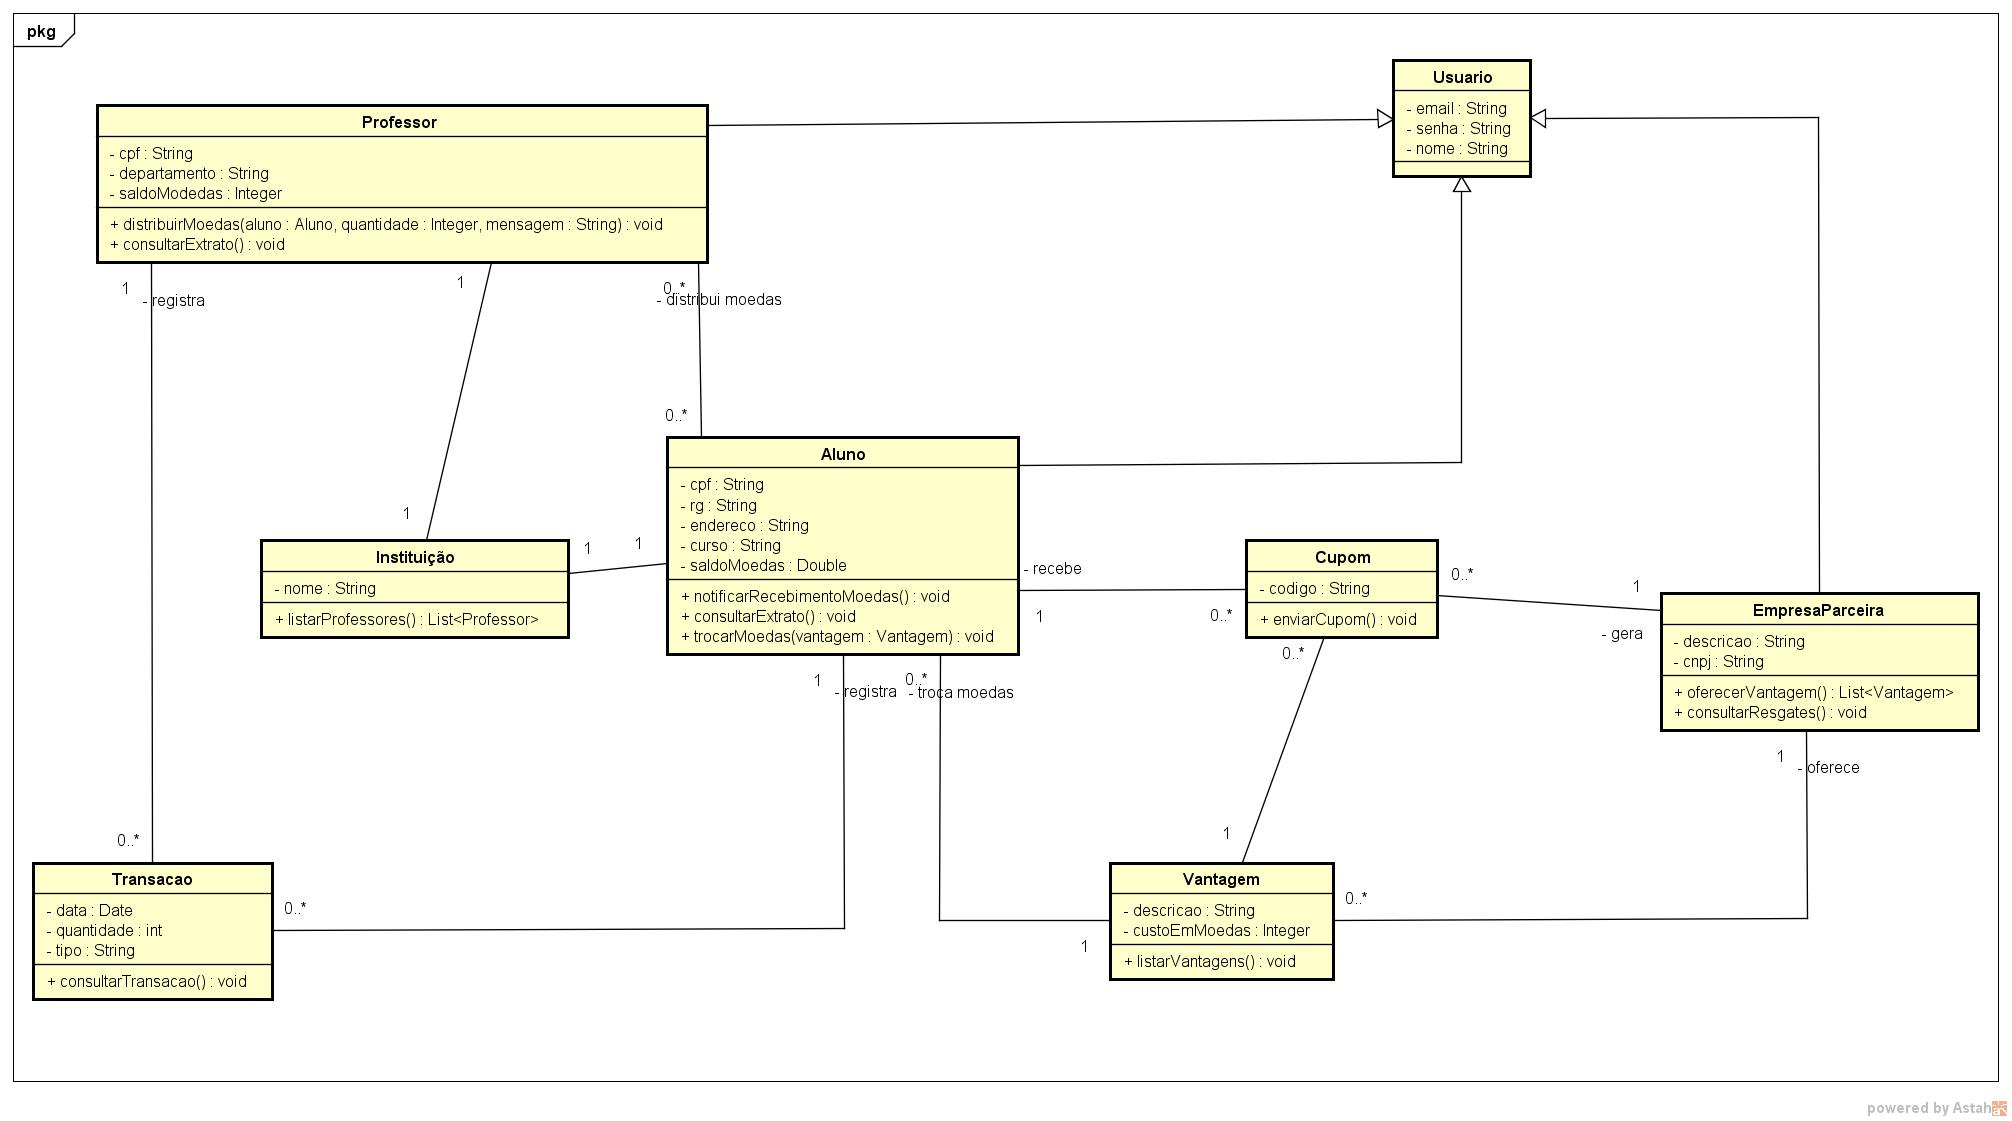 pkg
Usuario
- email : String
- senha : String
- nome : String
Professor
- cpf : String
- departamento : String
- saldoModedas : Integer
+ distribuirMoedas(aluno : Aluno, quantidade : Integer, mensagem : String) : void
+ consultarExtrato() : void
1
- registra
1
0..*
- distribui moedas
0..*
1
Aluno
- cpf : String
- rg : String
- endereco : String
- curso : String
- saldoMoedas : Double
+ notificarRecebimentoMoedas() : void
+ consultarExtrato() : void
+ trocarMoedas(vantagem : Vantagem) : void
Instituição
- nome : String
+ listarProfessores() : List<Professor>
1
1
- recebe
1
0..*
Cupom
- codigo : String
+ enviarCupom() : void
0..*
1
- gera
EmpresaParceira
- descricao : String
- cnpj : String
+ oferecerVantagem() : List<Vantagem>
+ consultarResgates() : void
0..*
1
- registra
0..*
- troca moedas
1
- oferece
0..*
1
Transacao
- data : Date
- quantidade : int
- tipo : String
+ consultarTransacao() : void
0..*
Vantagem
- descricao : String
- custoEmMoedas : Integer
+ listarVantagens() : void
0..*
1
powered by Astah